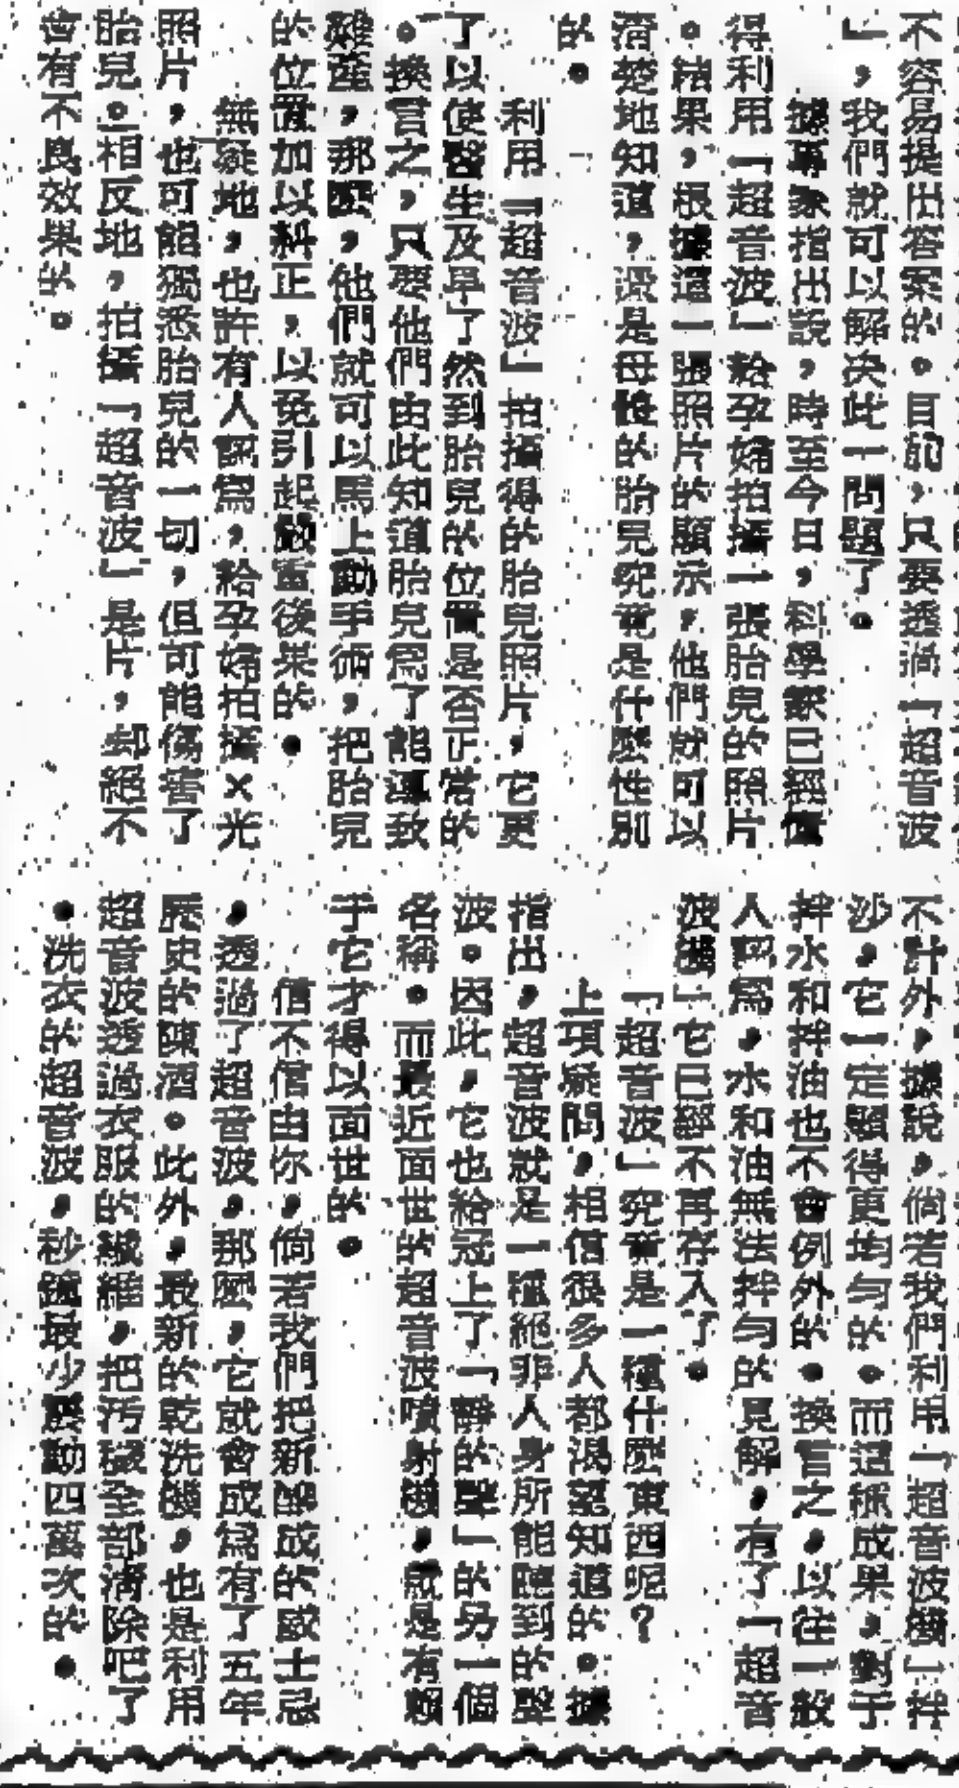 不容易提出答案的。目前，只要透過「超音波
」，我們就可以解决此一問題了。
據專家指出說，時至今日，科學家已經懂
得利用「超音波」給孕婦拍攝一張胎兒的照片
。結果，根據這一張照片的顯示，他們就可以
清楚地知道，還是母體的胎兒究竟是什麼性別
的。
利用「超音波」拍攝得的胎兒照片，它更
了以使醫生及早了然到胎兒的位置是否正常的
。換言之，只要他們由此知道胎兒爲了能導致
難產，那麼，他們就可以馬上動手術，把胎兒
的位置加以糾正，以免引起嚴重後果的。
無疑地，也許有人認爲，給孕婦拍攝×光
照片，也可能獨悉胎兒的一切，但可能傷害了
胎兒。相反地，拍攝「超音波」是片，却絕不
會有不良效果的。
不計外，據說，倘若我們利用「超音波機」拌
沙，它一定顯得更均勻的。而這抓成果，對于
拌水和拌油也不會例外的。換言之，以往一般
人認爲，水和油無法拌勻的見解，有了「超音
波機」它已經不再存入了。
「超音波」究竟是一種什麼東西呢？
上項疑問，相信很多人都渴望知道的。據
指出，超音波就是一種絕非人身所能聽到的聲
波。因此，它也給冠上了「靜的聲」的另一個
名稱。而最近面世的超音波噴射機，就是有賴
于它才得以面世的。
信不信由你，倘若我們把新釀成的威士忌
，透過了超音波，那麼，它就會成爲有了五年
歷史的陳酒。此外，最新的乾洗機，也是利用
超音波透過衣服的纖維，把汚穢全部清除吧了
。洗衣的超音波，秒鐘最少震動四萬次的。